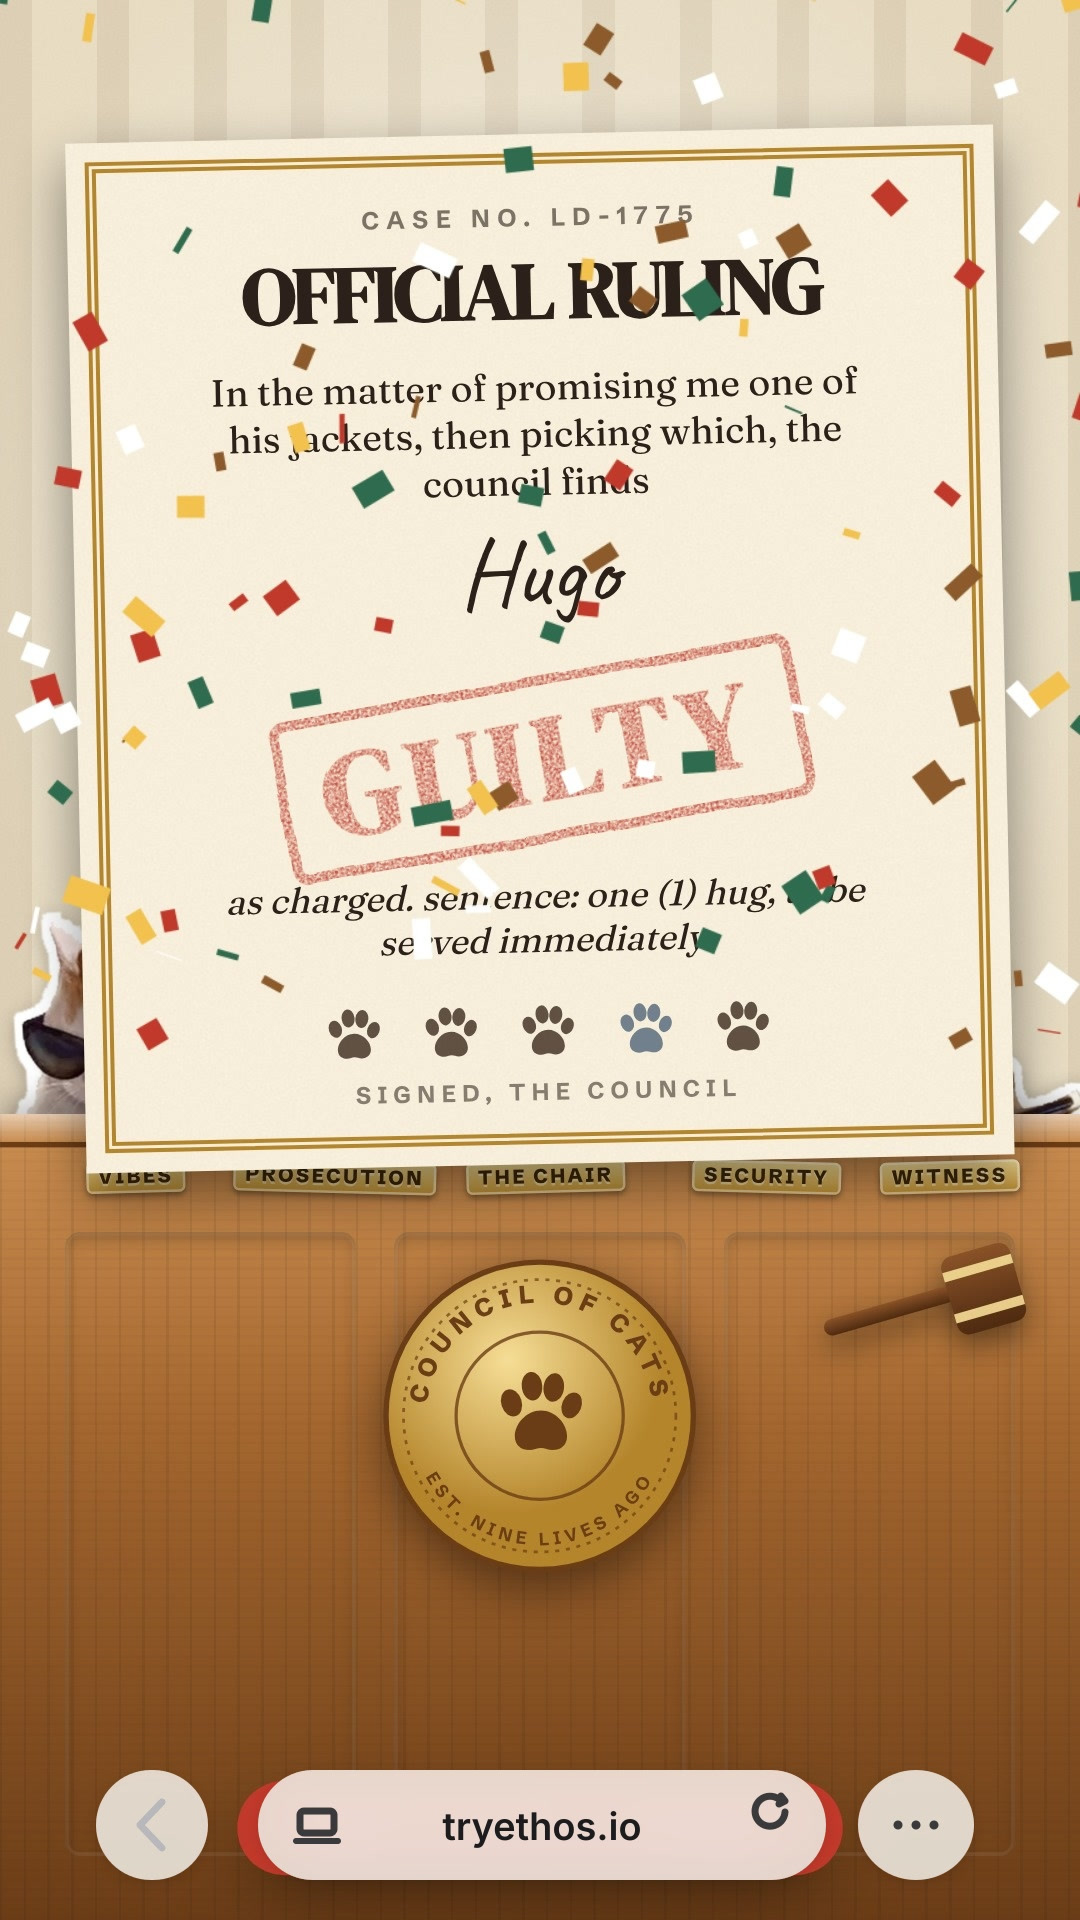 CASE NO. LD-1775
OFFICIAL RULING
In the matter of promising me one of
his jackets, then picking which, the
council finds
Hugo
GUILTY
as charged. sentence: one (1) hug, to be
served immediately
SIGNED, THE COUNCIL
VIBES
PROSECUTION
THE CHAIR
SECURITY
WITNESS
COUNCIL OF CATS
EST. NINE LIVES AGO
tryethos.io